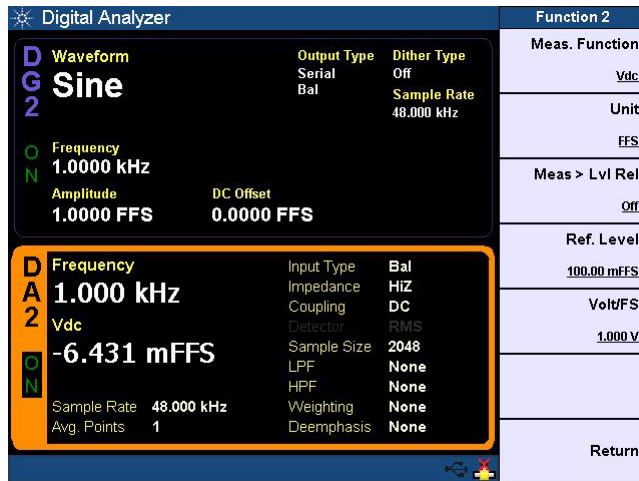 Digital Analyzer
DG2
ON
Waveform
Sine
Output Type
Serial
Bal
Dither Type
Off
Sample Rate
48.000 kHz
Frequency
1.0000 kHz
Amplitude
1.0000 FFS
DC Offset
0.0000 FFS
DA2
ON
Frequency
1.000 kHz
Vdc
-6.431 mFFS
Sample Rate 48.000 kHz
Avg. Points 1
Input Type Bal
Impedance HiZ
Coupling DC
Detector RMS
Sample Size 2048
LPF None
HPF None
Weighting None
Deemphasis None
Function 2
Meas. Function
Vdc
Unit
FFS
Meas > Lvl Rel
Off
Ref. Level
100.00 mFFS
Volt/FS
1.000 V
Return